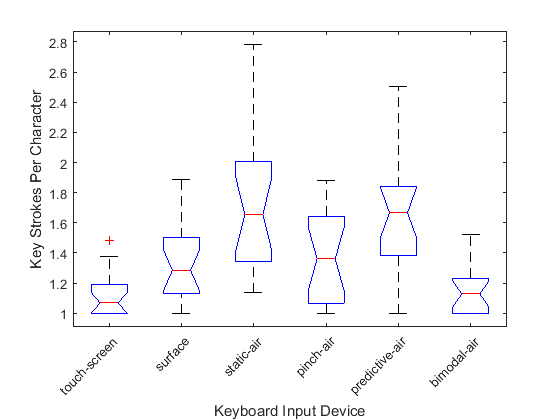 Key Strokes Per Character
2.8
2.6
2.4
2.2
2
1.8
1.6
1.4
1.2
1
touch-screen
surface
static-air
pinch-air
predictive-air
bimodal-air
Keyboard Input Device